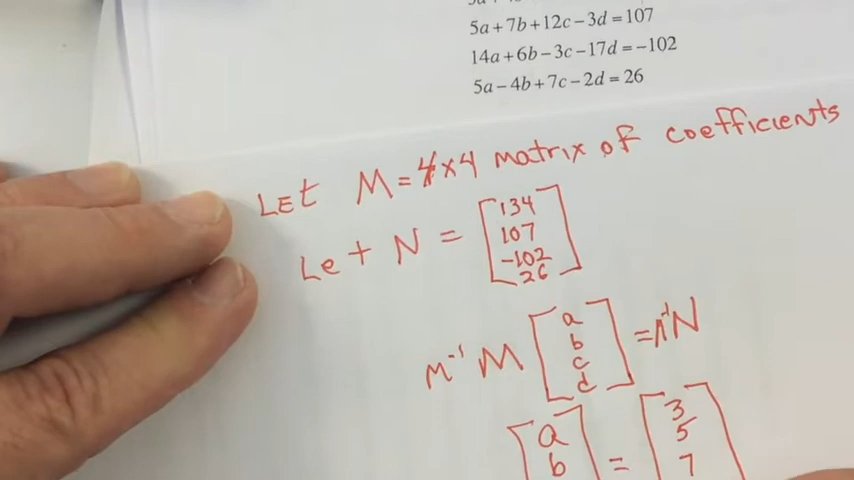 5a+7b+12c−3d=107
14a+6b−3c−17d=−102
5a−4b+7c−2d=26
LEt M=4x4 matrix of coefficients
Let N = [134
107
-102
26]
M⁻¹ M [a
b
c
d] = M⁻¹N
[a
b = [3
5
7